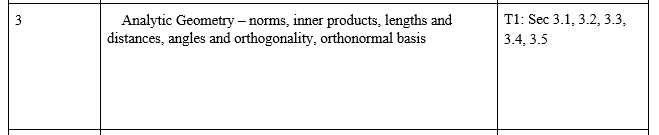 3
Analytic Geometry – norms, inner products, lengths and
distances, angles and orthogonality, orthonormal basis
T1: Sec 3.1, 3.2, 3.3,
3.4, 3.5